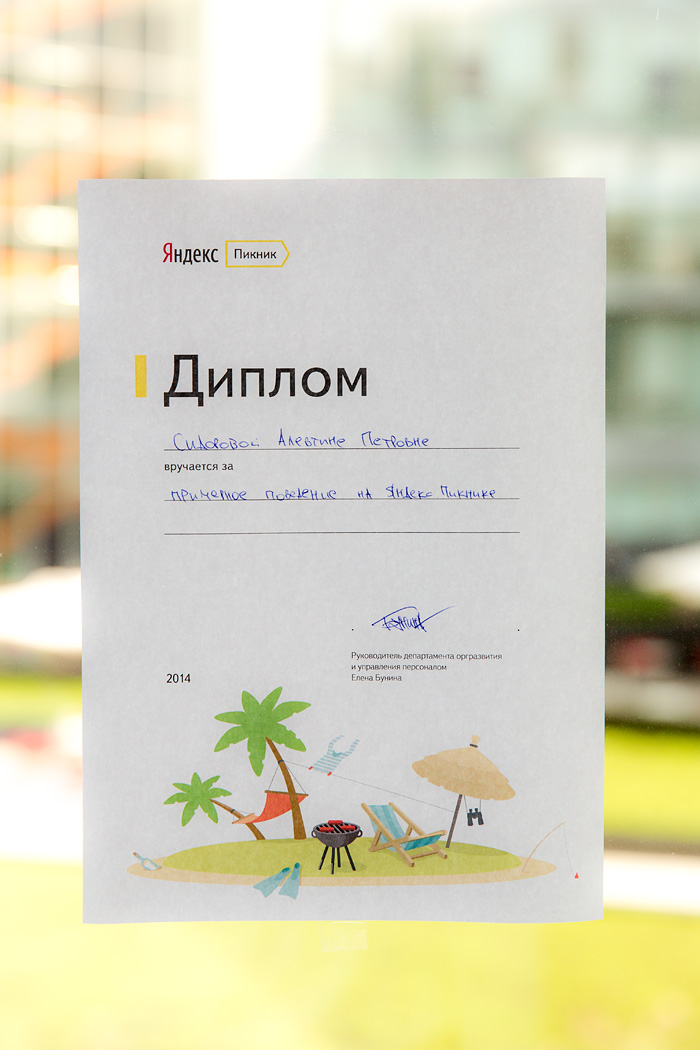 Яндекс Пикник
Диплом
Сидоровой Алевтине Петровне
вручается за
примерное поведение на Яндекс Пикнике
Руководитель департамента оргразвития
и управления персоналом
Елена Бунина
2014